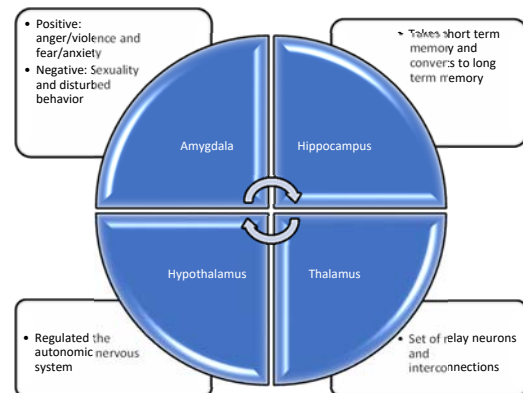 • Positive:
anger/violence and
fear/anxiety
• Negative: Sexuality
and disturbed
behavior
• Takes short term
memory and
converts to long
term memory
Amygdala
Hippocampus
Hypothalamus
Thalamus
• Regulated the
autonomic nervous
system
• Set of relay neurons
and
interconnections